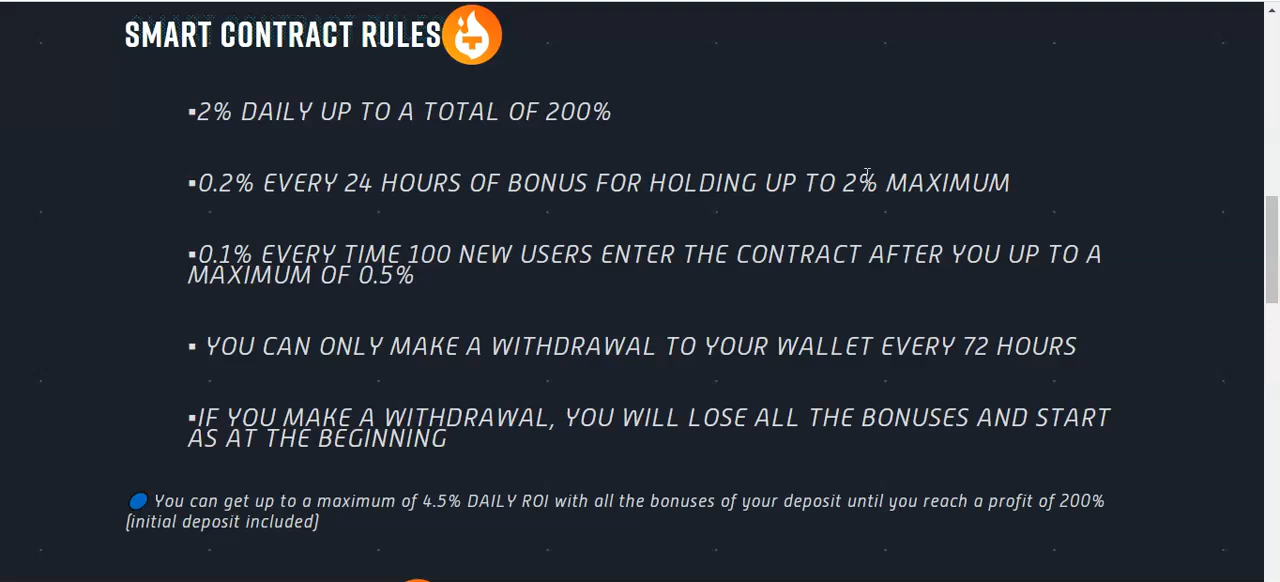 SMART CONTRACT RULES
▪2% DAILY UP TO A TOTAL OF 200%
▪0.2% EVERY 24 HOURS OF BONUS FOR HOLDING UP TO 2% MAXIMUM
▪0.1% EVERY TIME 100 NEW USERS ENTER THE CONTRACT AFTER YOU UP TO A
MAXIMUM OF 0.5%
▪ YOU CAN ONLY MAKE A WITHDRAWAL TO YOUR WALLET EVERY 72 HOURS
▪IF YOU MAKE A WITHDRAWAL, YOU WILL LOSE ALL THE BONUSES AND START
AS AT THE BEGINNING
You can get up to a maximum of 4.5% DAILY ROI with all the bonuses of your deposit until you reach a profit of 200%
(initial deposit included)